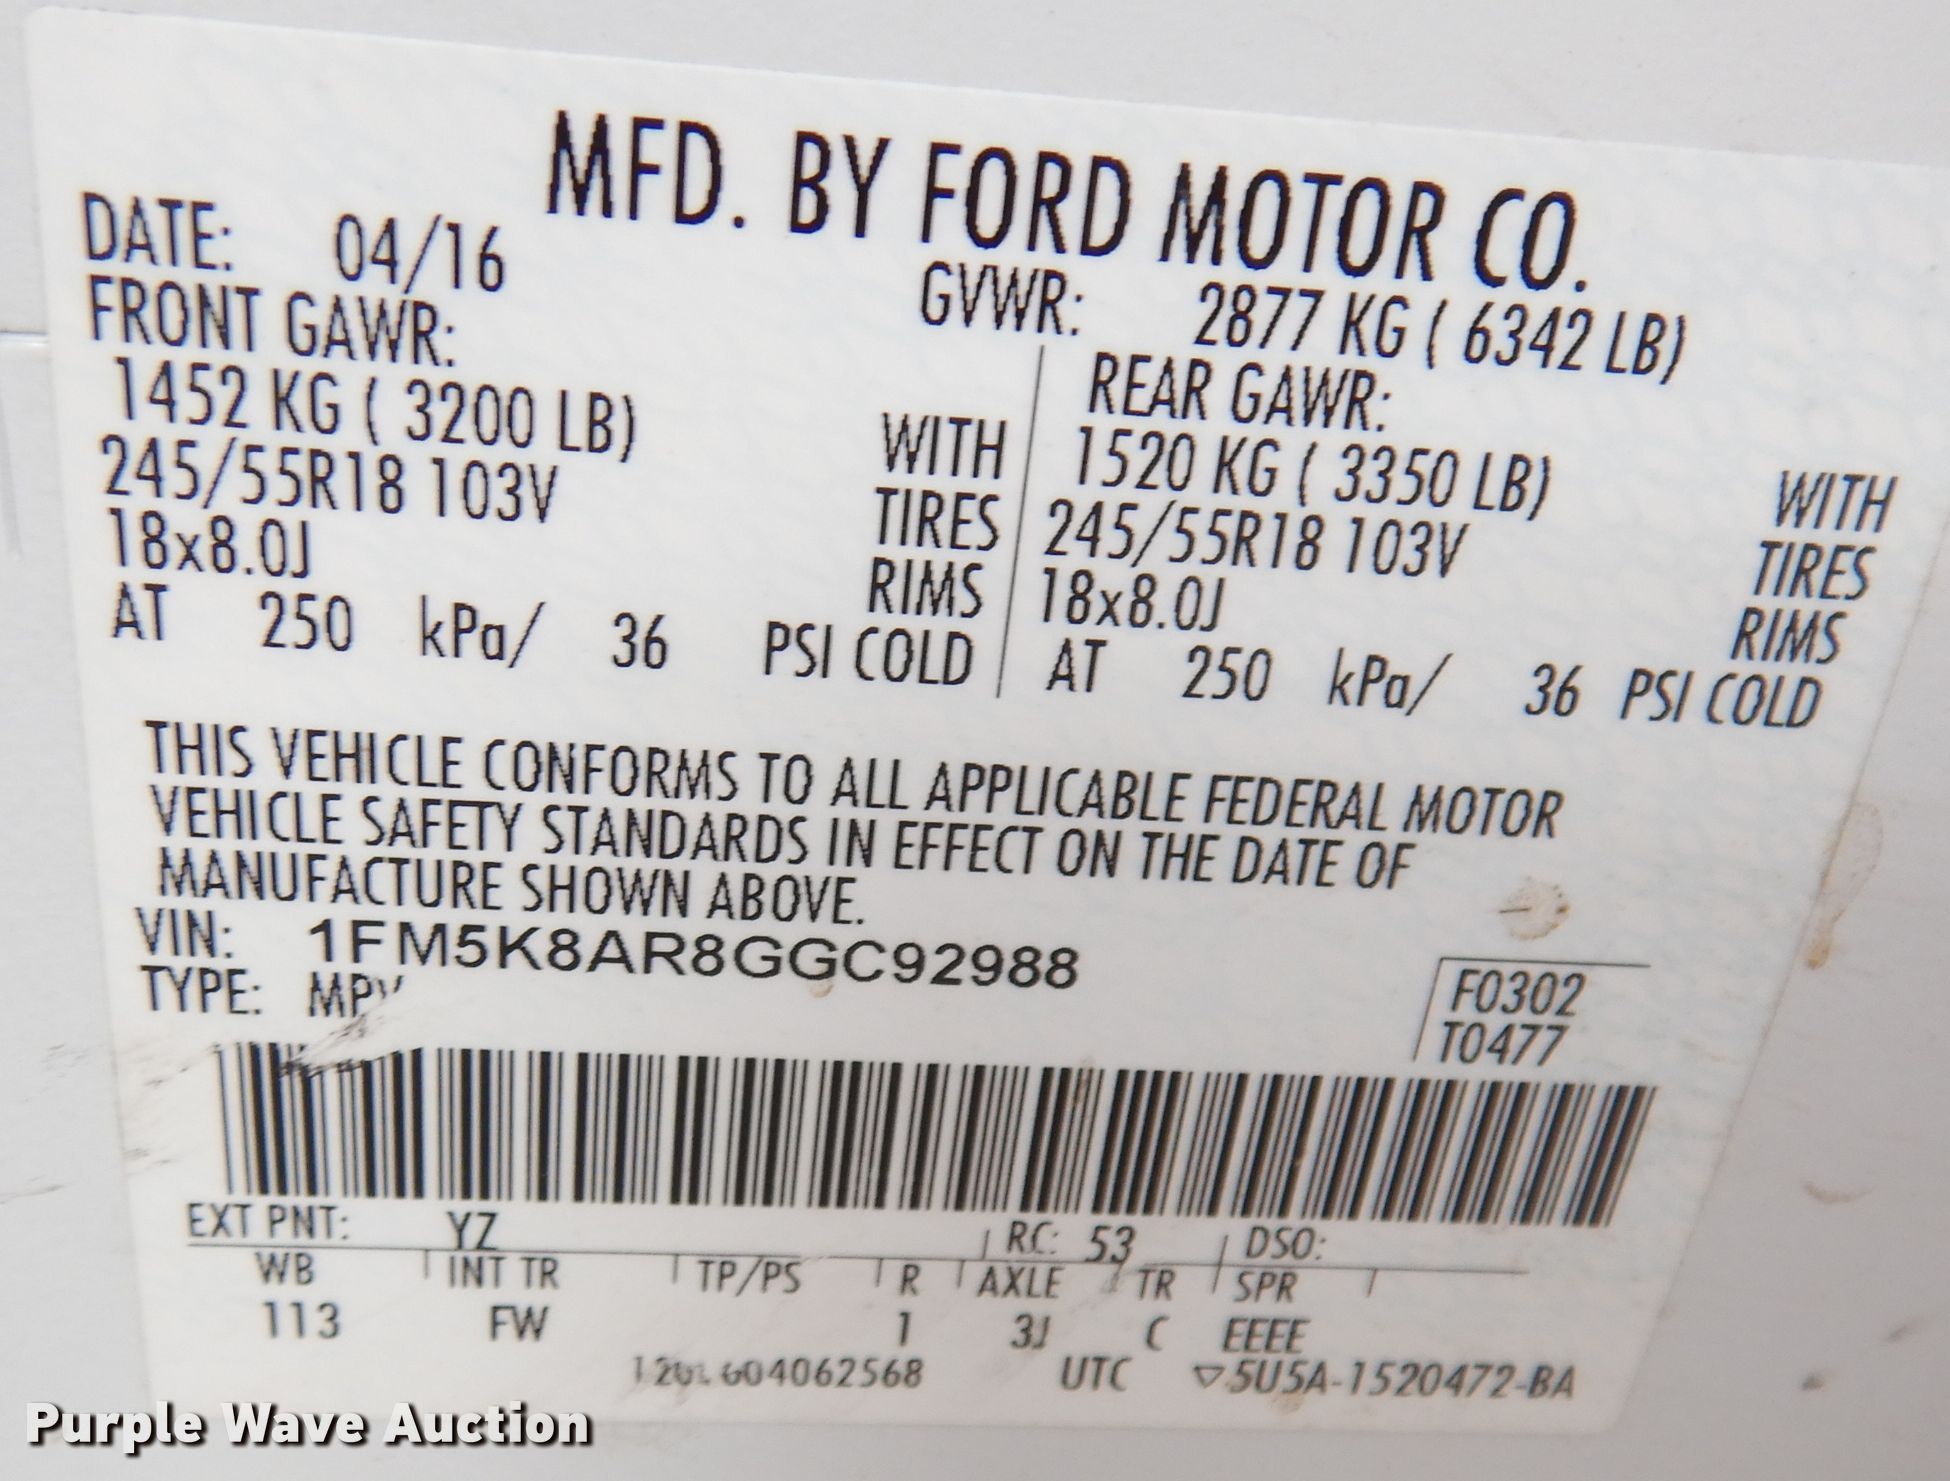 MFD. BY FORD MOTOR CO.
DATE: 04/16 GVWR: 2877 KG ( 6342 LB)
FRONT GAWR: REAR GAWR:
1452 KG ( 3200 LB) WITH 1520 KG ( 3350 LB) WITH
245/55R18 103V TIRES 245/55R18 103V TIRES
18x8.0J RIMS 18x8.0J RIMS
AT 250 kPa/ 36 PSI COLD AT 250 kPa/ 36 PSI COLD
THIS VEHICLE CONFORMS TO ALL APPLICABLE FEDERAL MOTOR
VEHICLE SAFETY STANDARDS IN EFFECT ON THE DATE OF
MANUFACTURE SHOWN ABOVE.
VIN: 1FM5K8AR8GGC92988
TYPE: MPV
F0302
T0477
EXT PNT: YZ RC: 53 DSO:
WB INT TR TP/PS R AXLE TR SPR
113 FW 1 3J C EEEE
UTC ▽5U5A-1520472-BA
Purple Wave Auction